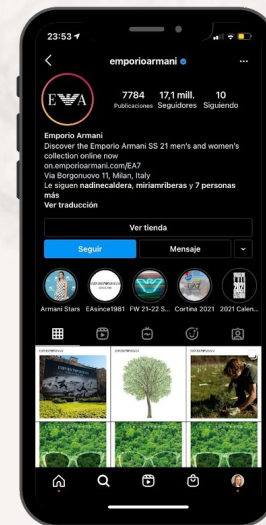 23:53
emporioarmani
EA
7784
17,1 mill.
10
Publicaciones
Seguidores
Siguiendo
Emporio Armani
Discover the Emporio Armani SS 21 men's and women's
collection online now
on.emporioarmani.com/EA7
Via Borgonuovo 11, Milan, Italy
Le siguen nadinecaldera, miriamriberas y 7 personas
más
Ver traducción
Ver tienda
Seguir
Mensaje
Armani Stars
EAsince1981
FW 21-22 S...
Cortina 2021
2021 Calen...